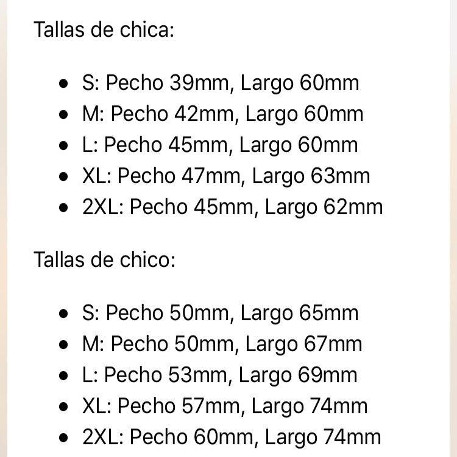 Tallas de chica:
• S: Pecho 39mm, Largo 60mm
• M: Pecho 42mm, Largo 60mm
• L: Pecho 45mm, Largo 60mm
• XL: Pecho 47mm, Largo 63mm
• 2XL: Pecho 45mm, Largo 62mm
Tallas de chico:
• S: Pecho 50mm, Largo 65mm
• M: Pecho 50mm, Largo 67mm
• L: Pecho 53mm, Largo 69mm
• XL: Pecho 57mm, Largo 74mm
• 2XL: Pecho 60mm, Largo 74mm